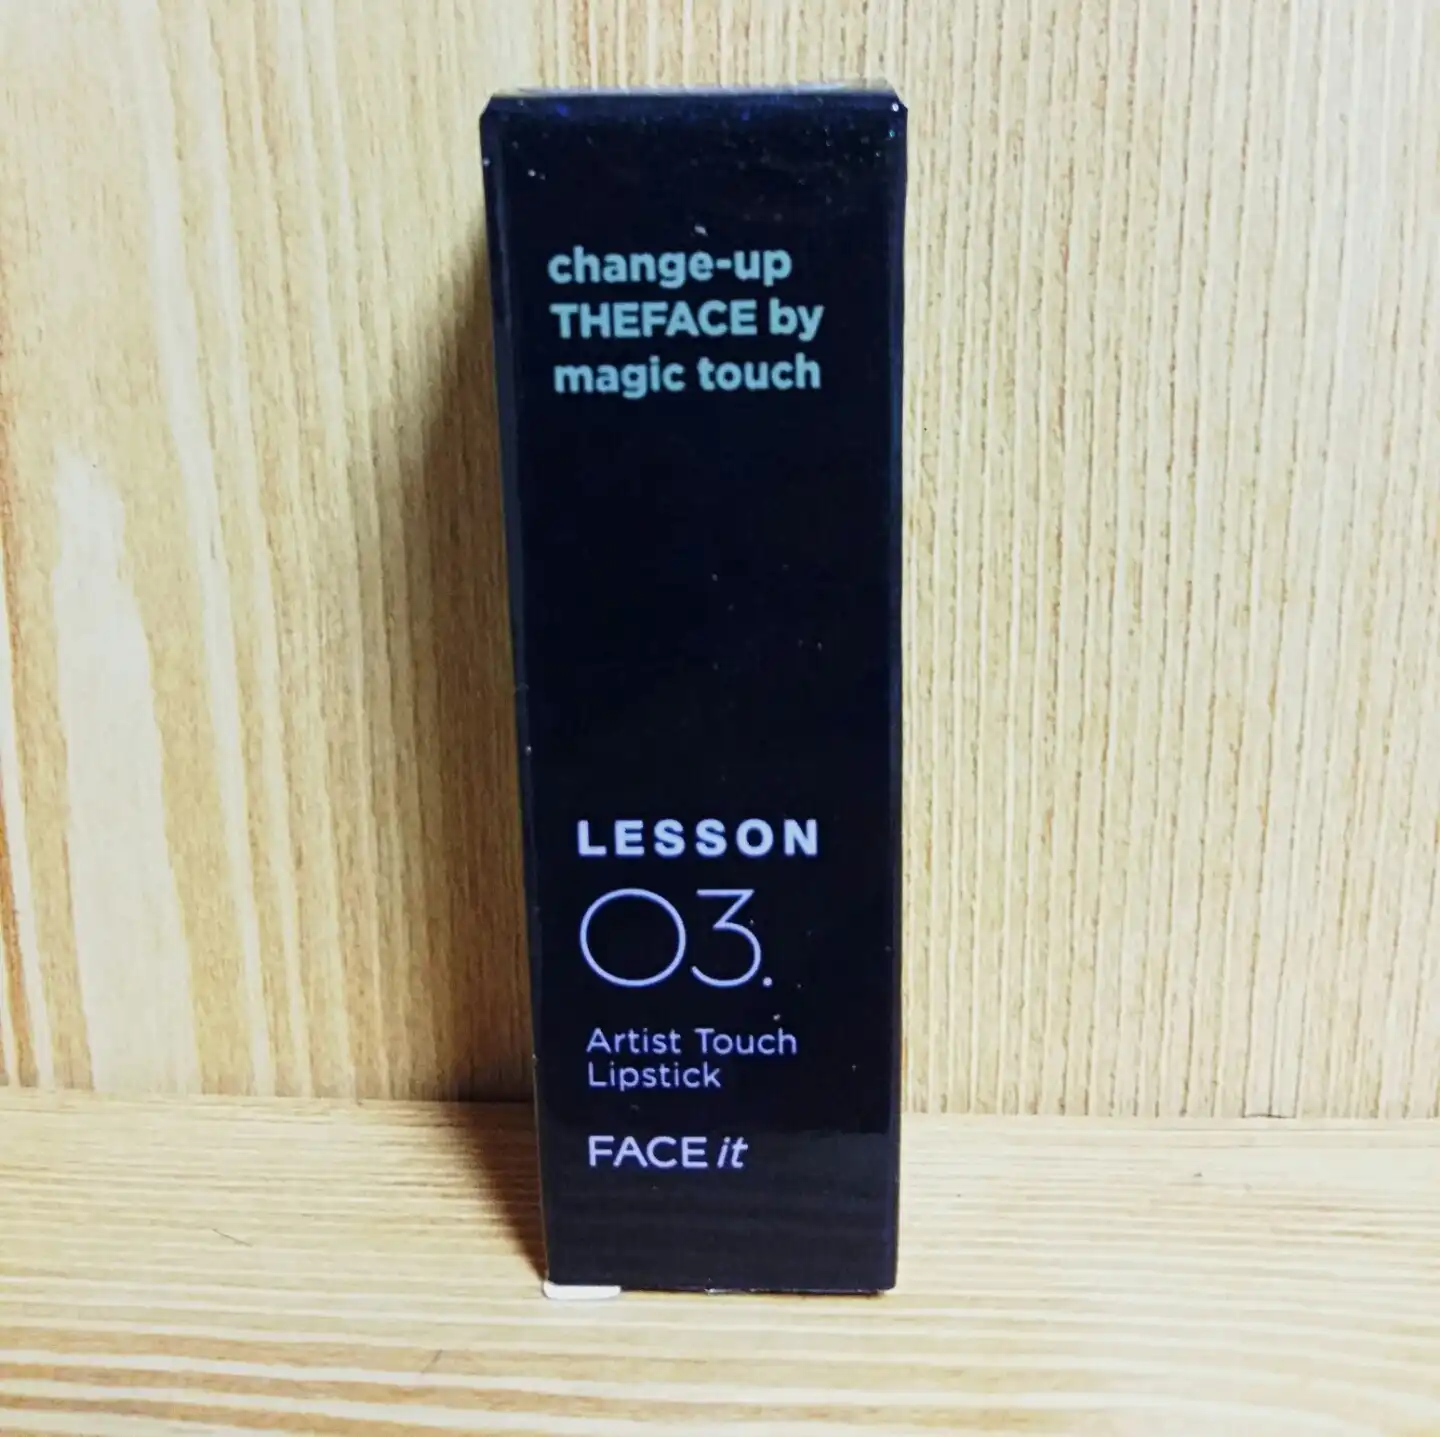 change-up
THEFACE by
magic touch
LESSON
03.
Artist Touch
Lipstick
FACE it